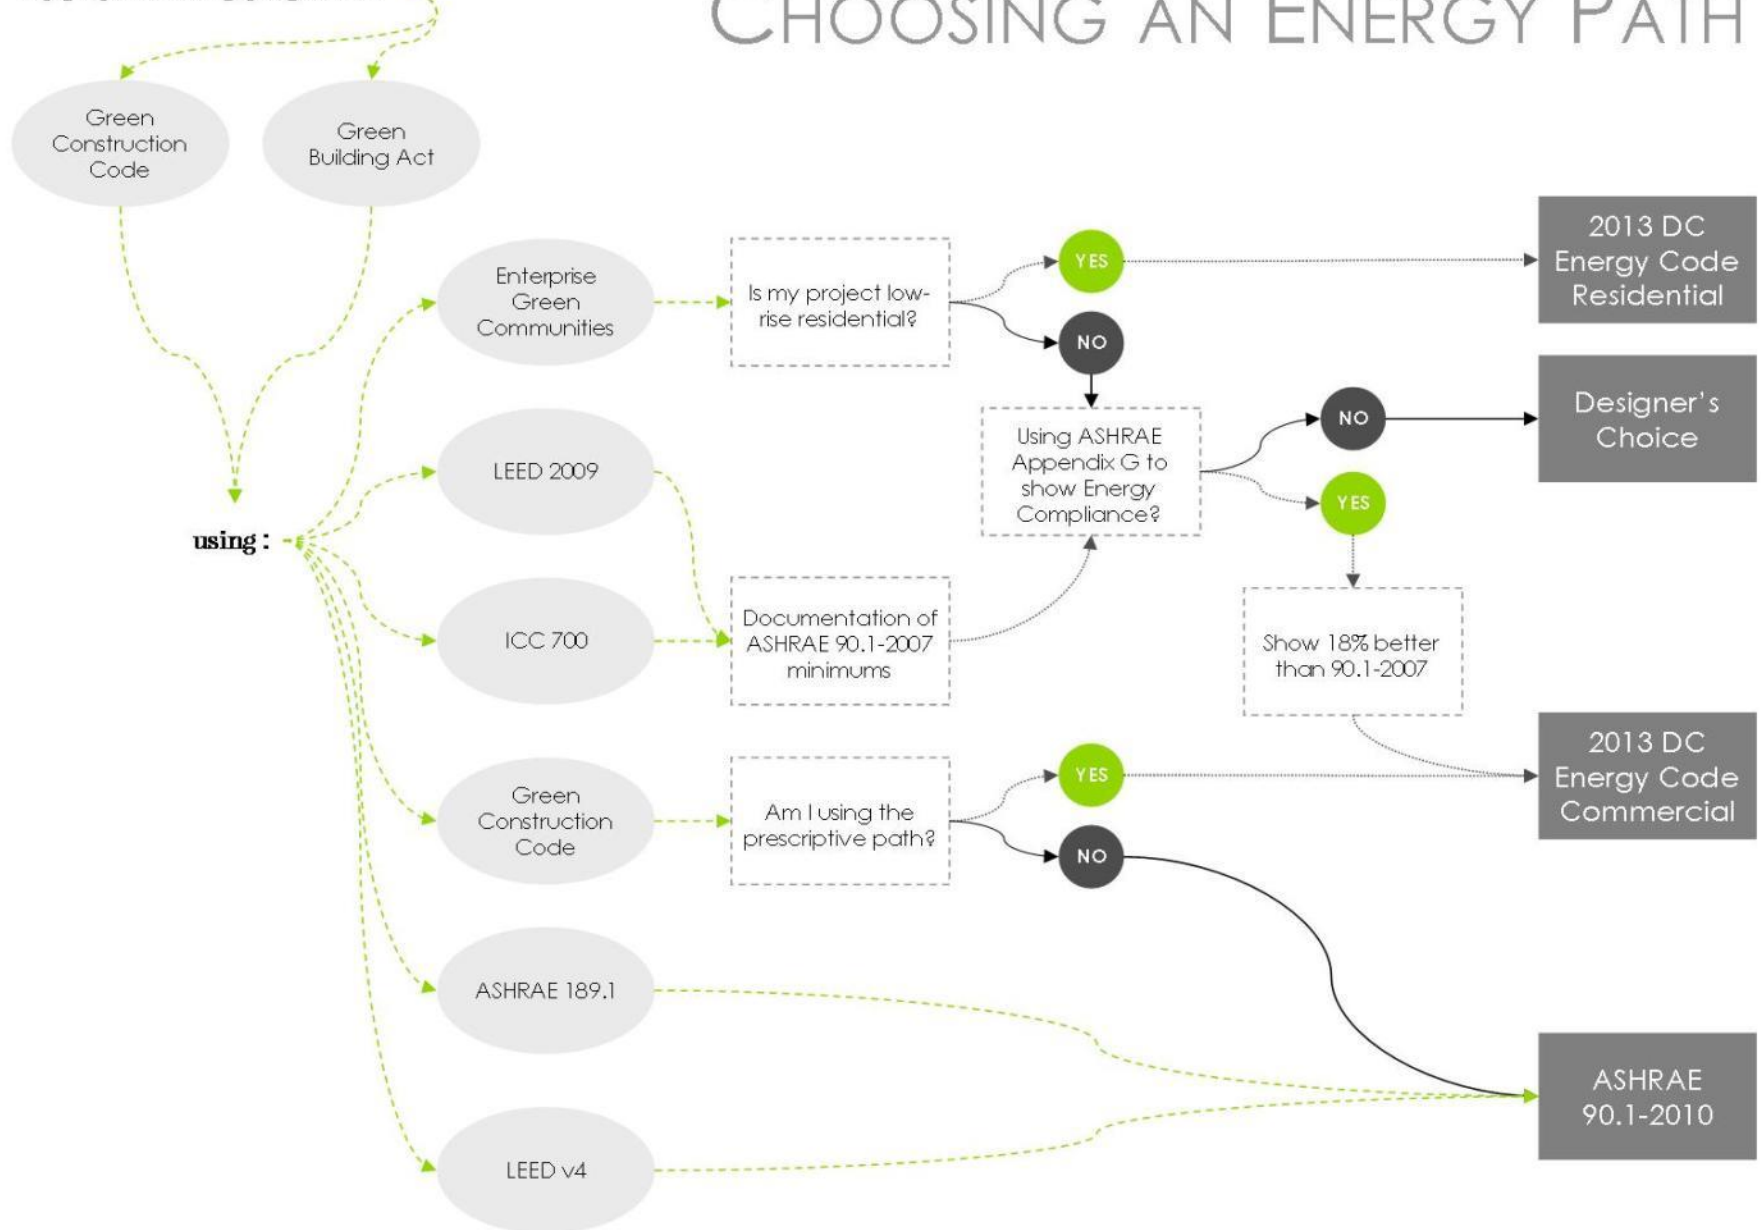 CHOOSING AN ENERGY PATH
Green
Construction
Code
Green
Building Act
using:
Enterprise
Green
Communities
Is my project low-
rise residential?
YES
NO
2013 DC
Energy Code
Residential
LEED 2009
Using ASHRAE
Appendix G to
show Energy
Compliance?
NO
YES
Designer's
Choice
ICC 700
Documentation of
ASHRAE 90.1-2007
minimums
Show 18% better
than 90.1-2007
Green
Construction
Code
Am I using the
prescriptive path?
YES
NO
2013 DC
Energy Code
Commercial
ASHRAE 189.1
LEED v4
ASHRAE
90.1-2010